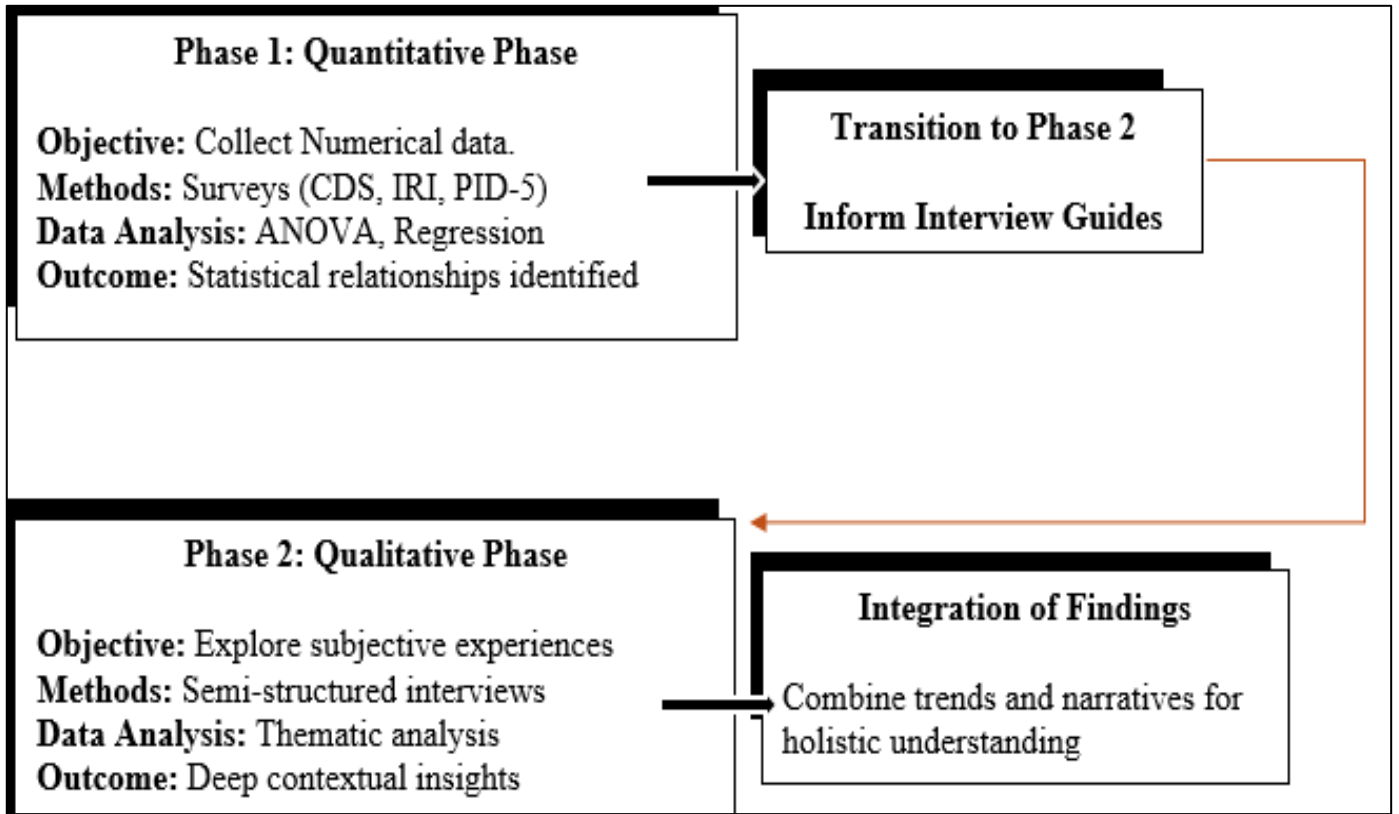 Phase 1: Quantitative Phase
Objective: Collect Numerical data.
Methods: Surveys (CDS, IRI, PID-5)
Data Analysis: ANOVA, Regression
Outcome: Statistical relationships identified
Transition to Phase 2
Inform Interview Guides
Phase 2: Qualitative Phase
Objective: Explore subjective experiences
Methods: Semi-structured interviews
Data Analysis: Thematic analysis
Outcome: Deep contextual insights
Integration of Findings
Combine trends and narratives for
holistic understanding